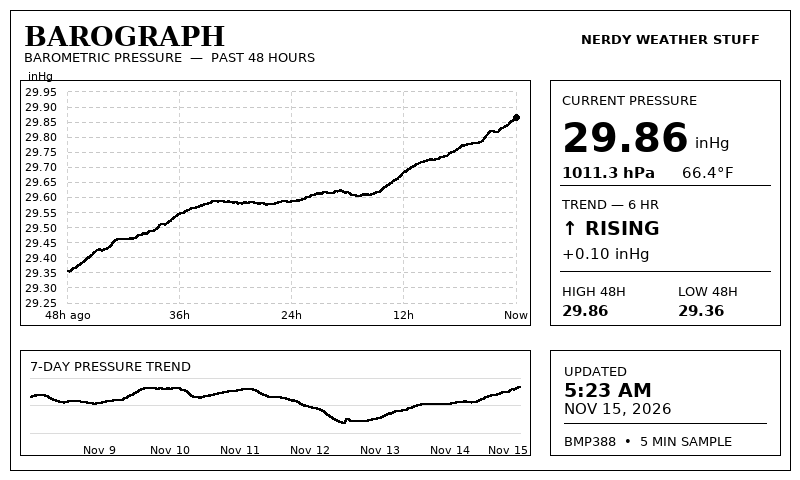 BAROGRAPH
BAROMETRIC PRESSURE — PAST 48 HOURS
NERDY WEATHER STUFF
inHg
29.95
29.90
29.85
29.80
29.75
29.70
29.65
29.60
29.55
29.50
29.45
29.40
29.35
29.30
29.25
48h ago 36h 24h 12h Now
CURRENT PRESSURE
29.86 inHg
1011.3 hPa 66.4°F
TREND — 6 HR
↑ RISING
+0.10 inHg
HIGH 48H LOW 48H
29.86 29.36
7-DAY PRESSURE TREND
Nov 9 Nov 10 Nov 11 Nov 12 Nov 13 Nov 14 Nov 15
UPDATED
5:23 AM
NOV 15, 2026
BMP388 • 5 MIN SAMPLE